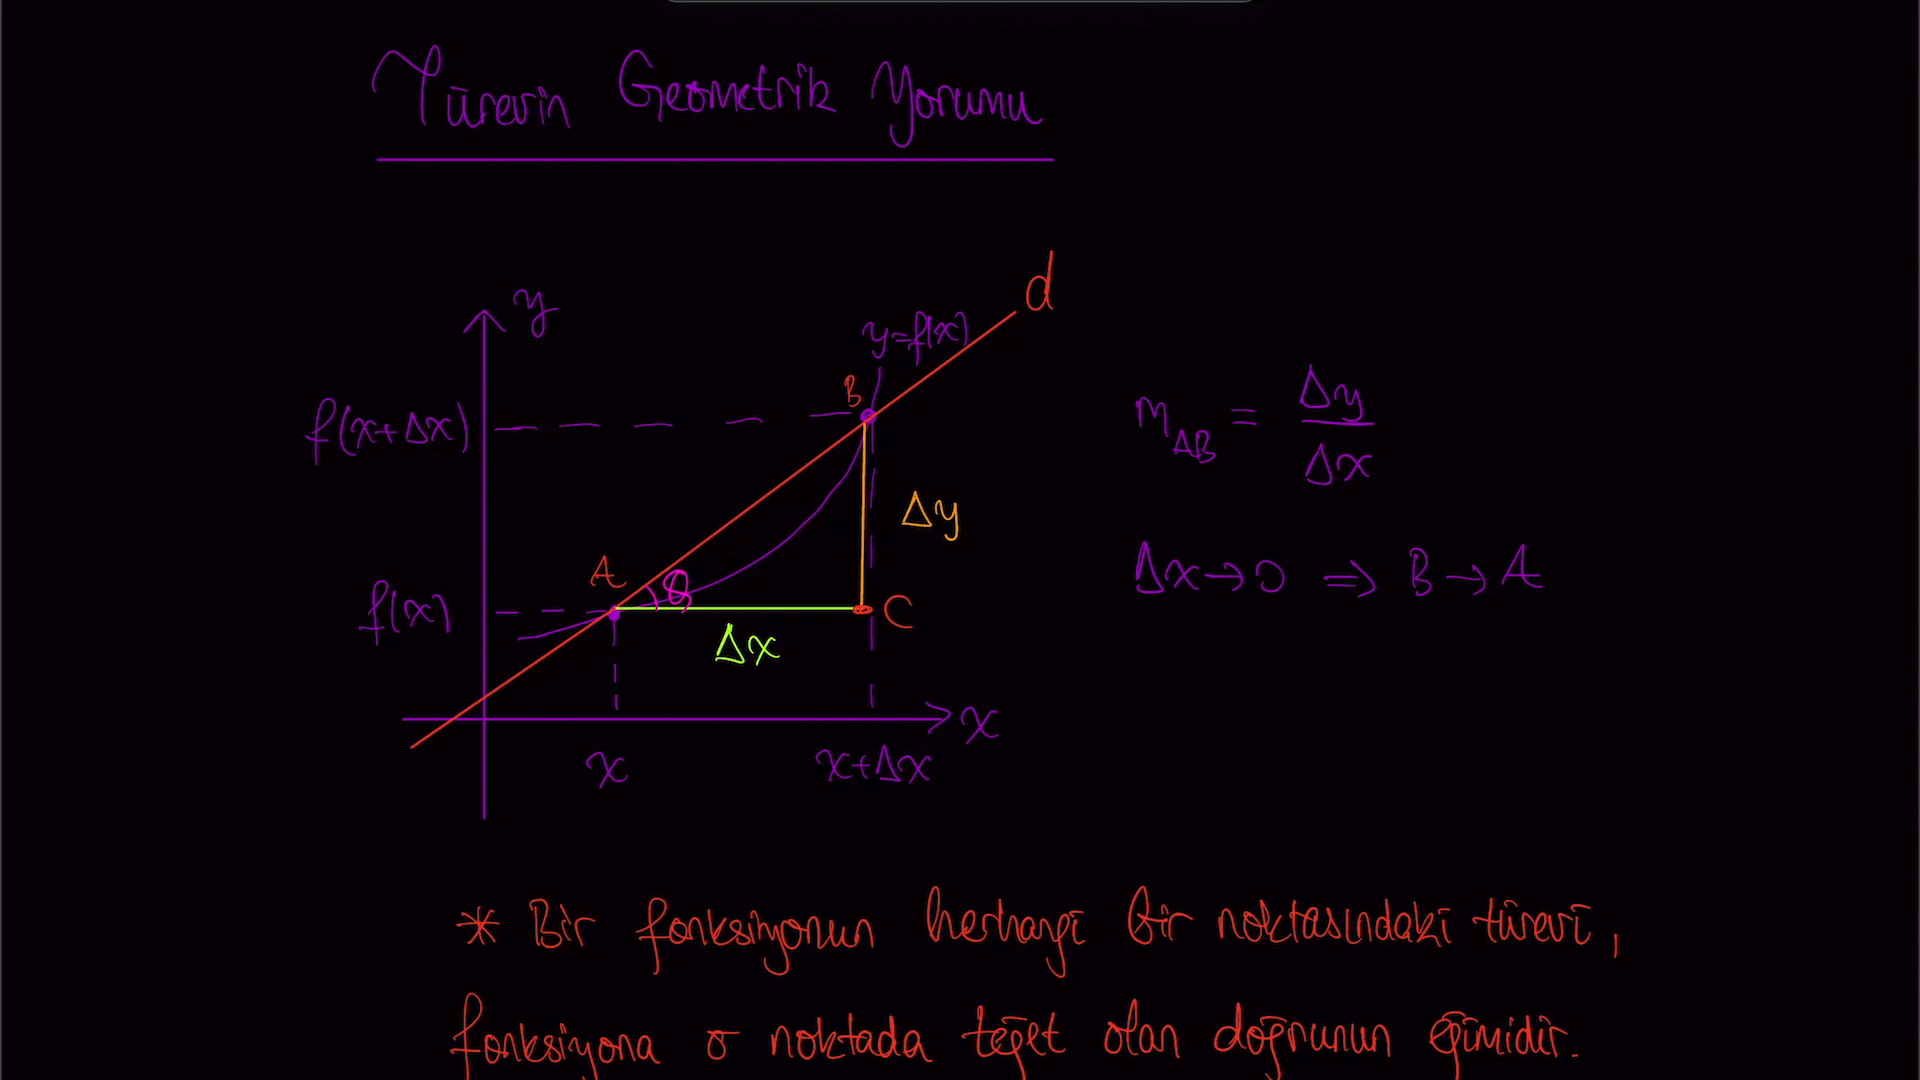 Türevin Geometrik Yorumu
d
y
y=f(x)
B
f(x+Δx)
m_AB = Δy/Δx
Δy
Δx→0 ⇒ B→A
A
θ
f(x)
C
Δx
x
x
x+Δx
* Bir fonksiyonun herhangi bir noktasındaki türevi,
fonksiyona o noktada teğet olan doğrunun eğimidir.